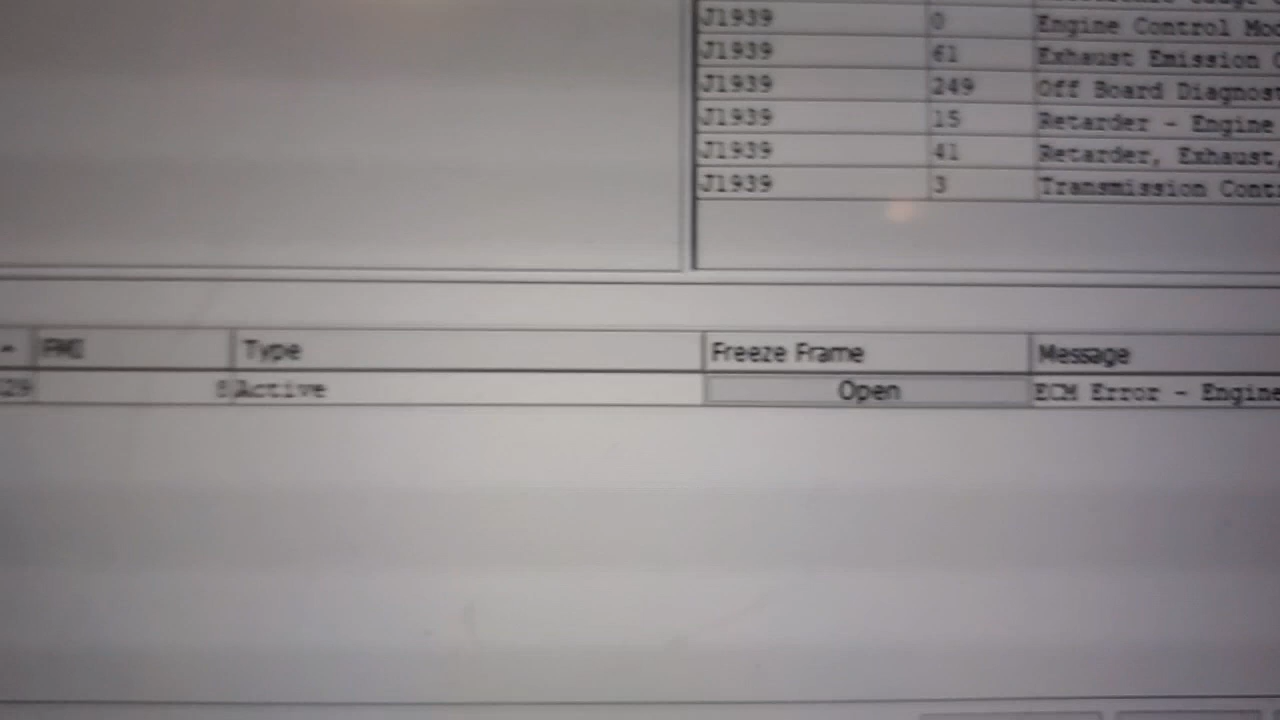 J1939 0 Engine Control
J1939 61 Exhaust Emission
J1939 249 Off Board Diagnost
J1939 15 Retarder - Engine
J1939 41 Retarder, Exhaust,
J1939 3 Transmission Cont
FMI Type Freeze Frame Message
Active Open ECM Error - Engine